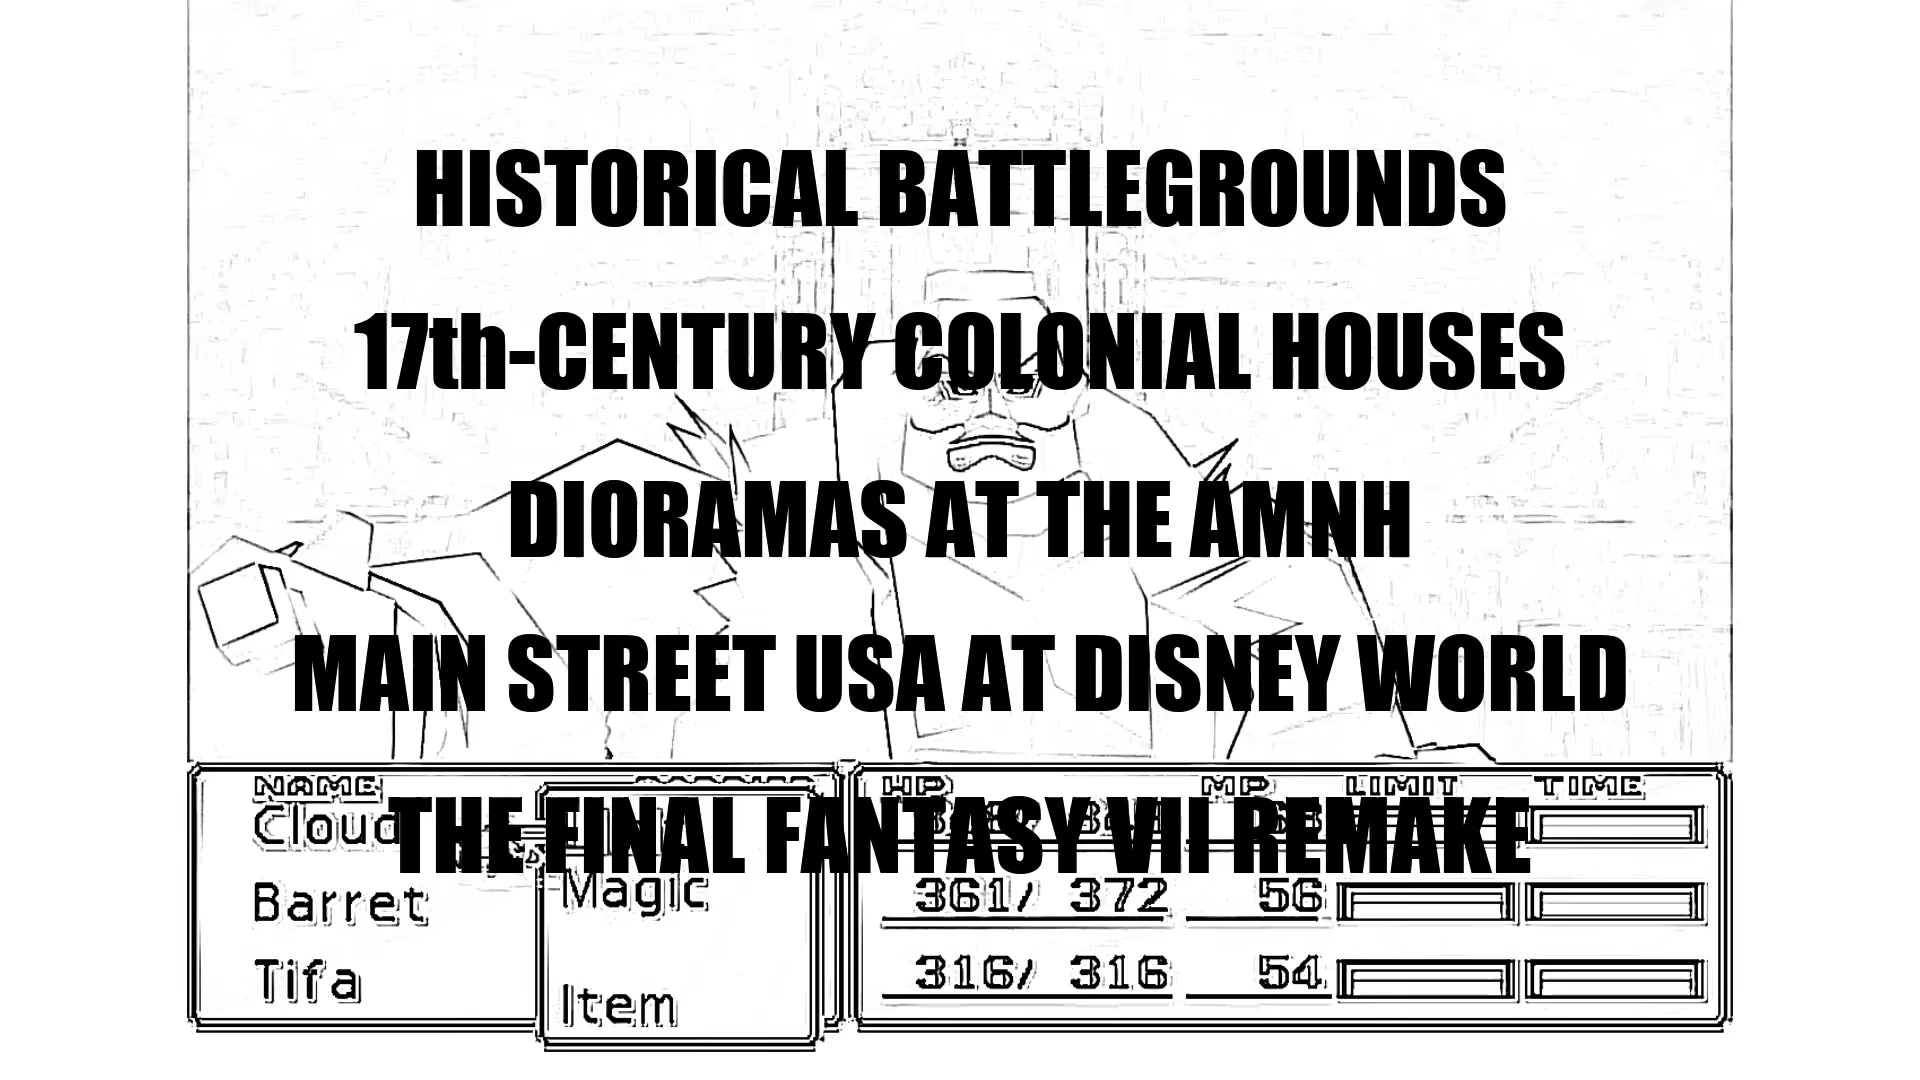 HISTORICAL BATTLEGROUNDS
17th-CENTURY COLONIAL HOUSES
DIORAMAS AT THE AMNH
MAIN STREET USA AT DISNEY WORLD
NAME HP MP LIMIT TIME
THE FINAL FANTASY VII REMAKE
Cloud
Magic
Barret 361/ 372 56
Tifa 316/ 316 54
Item